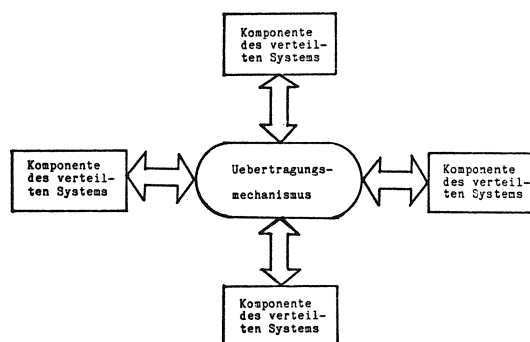 Komponente
des verteil-
ten Systems
Komponente
des verteil-
ten Systems
Uebertragungs-
mechanismus
Komponente
des verteil-
ten Systems
Komponente
des verteil-
ten Systems